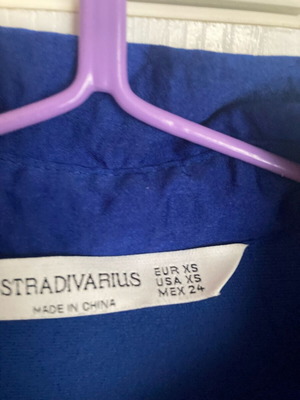 STRADIVARIUS
MADE IN CHINA
EUR XS
USA XS
MEX 24